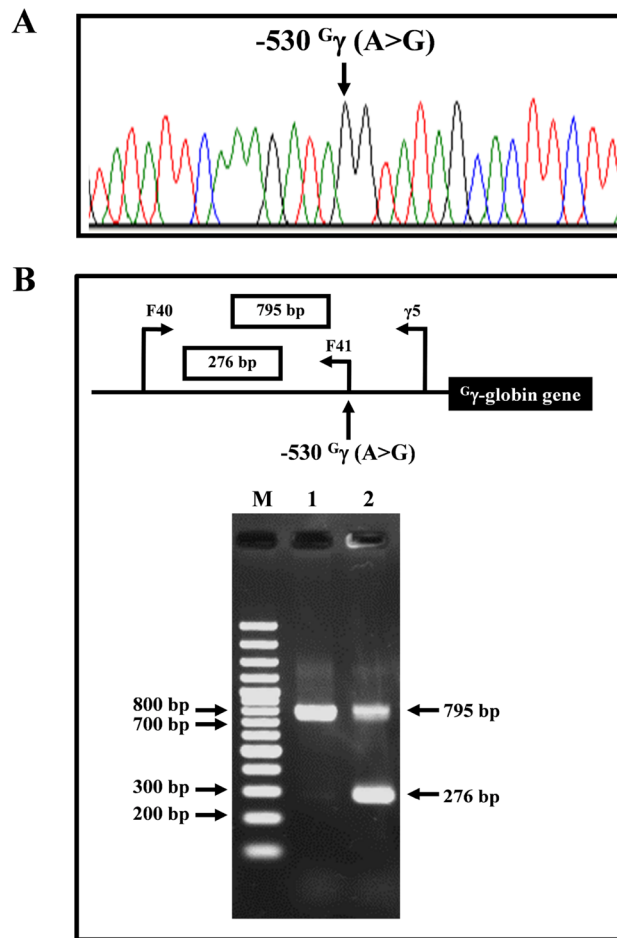 A
-530 ᴳγ (A>G)
B
F40
795 bp
γ5
276 bp
F41
ᴳγ-globin gene
-530 ᴳγ (A>G)
M 1 2
800 bp
700 bp
795 bp
300 bp
200 bp
276 bp